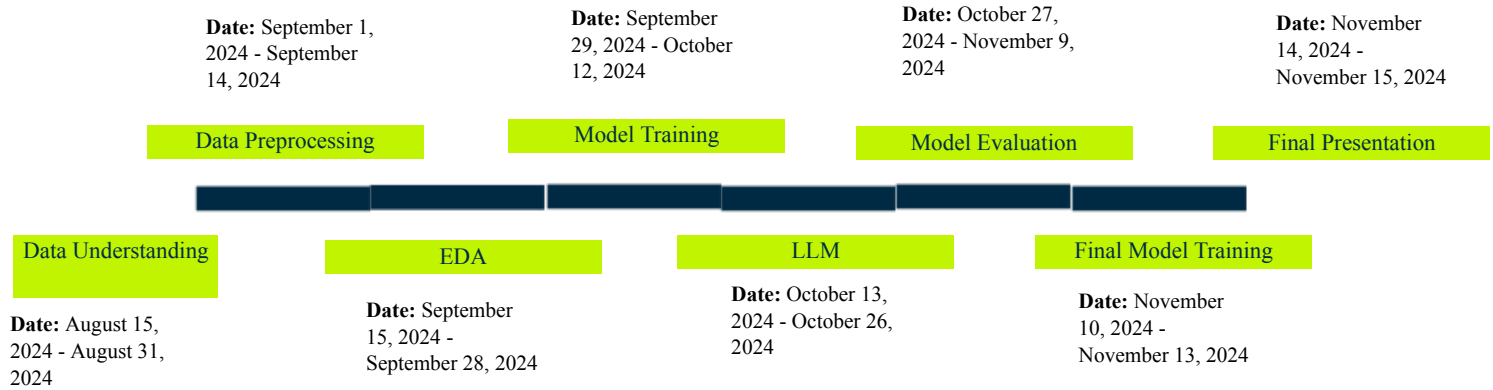 Date: September 1,
2024 - September
14, 2024
Date: September
29, 2024 - October
12, 2024
Date: October 27,
2024 - November 9,
2024
Date: November
14, 2024 -
November 15, 2024
Data Preprocessing
Model Training
Model Evaluation
Final Presentation
Data Understanding
EDA
LLM
Final Model Training
Date: August 15,
2024 - August 31,
2024
Date: September
15, 2024 -
September 28, 2024
Date: October 13,
2024 - October 26,
2024
Date: November
10, 2024 -
November 13, 2024